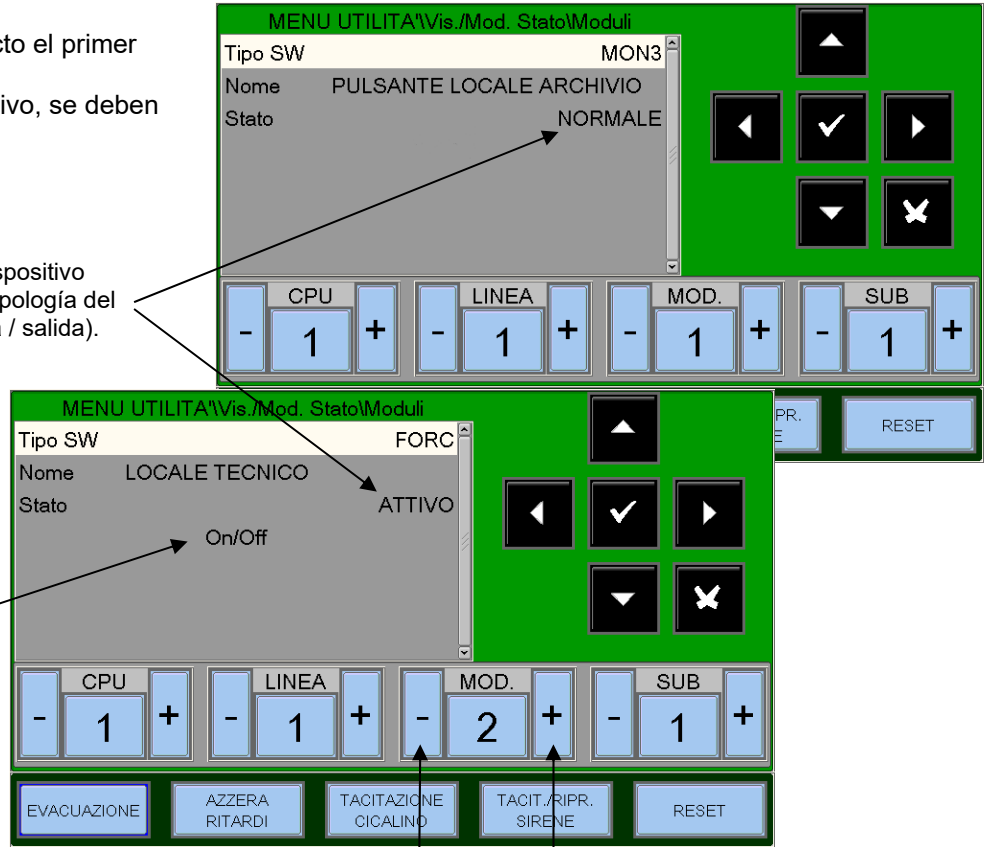 cto el primer
ivo, se deben
spositivo
pología del
/ salida).
MENU UTILITA'\Vis./Mod. Stato\Moduli
Tipo SW MON3
Nome PULSANTE LOCALE ARCHIVIO
Stato NORMALE
CPU LINEA MOD. SUB
- 1 + - 1 + - 1 + - 1 +
PR.
E
RESET
MENU UTILITA'\Vis./Mod. Stato\Moduli
Tipo SW FORC
Nome LOCALE TECNICO
Stato ATTIVO
On/Off
CPU LINEA MOD. SUB
- 1 + - 1 + - 2 + - 1 +
EVACUAZIONE
AZZERA
RITARDI
TACITAZIONE
CICALINO
TACIT./RIPR.
SIRENE
RESET